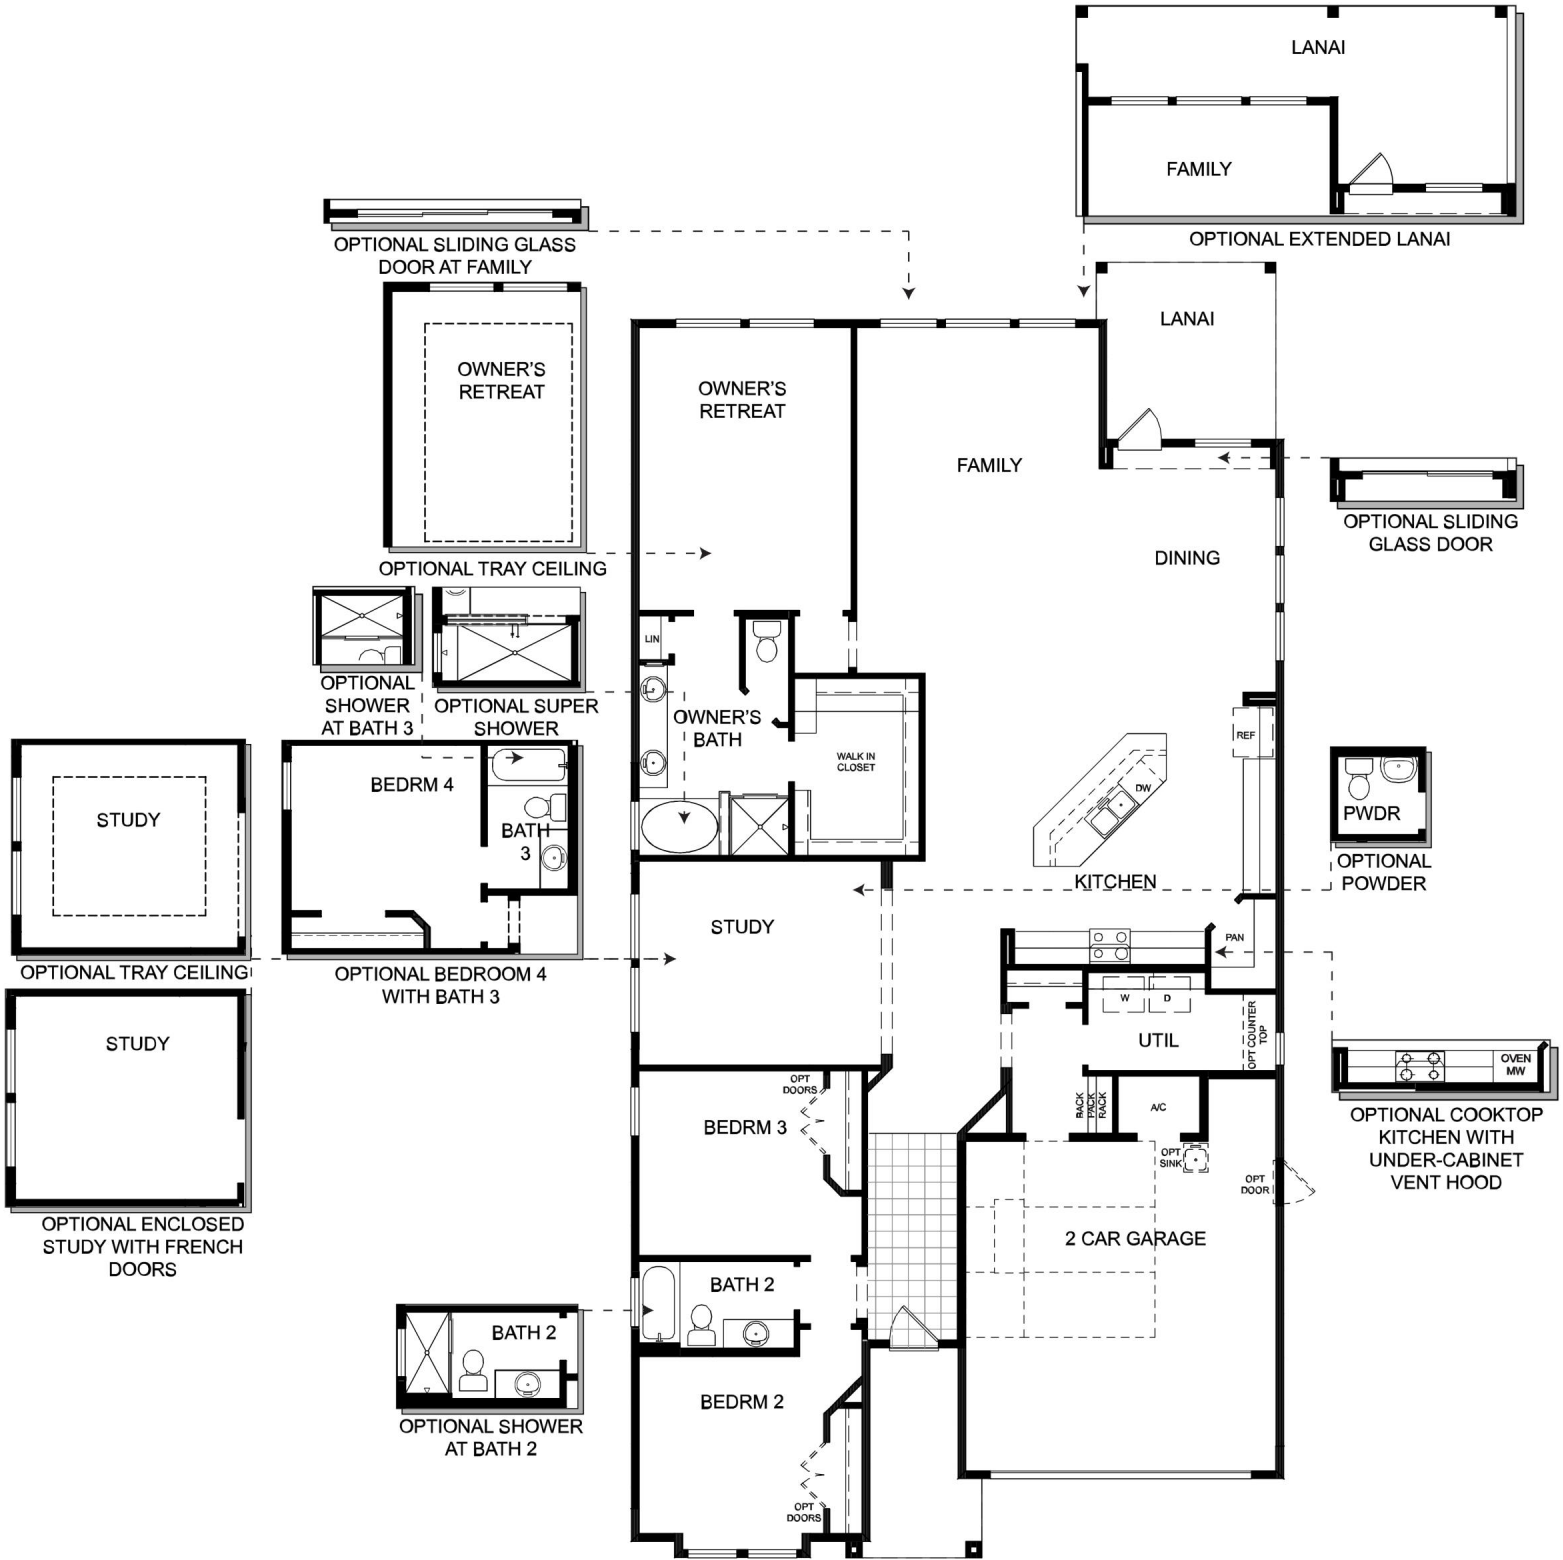 LANAI
FAMILY
OPTIONAL EXTENDED LANAI
OPTIONAL SLIDING GLASS
DOOR AT FAMILY
OWNER'S
RETREAT
OPTIONAL TRAY CEILING
LANAI
OWNER'S
RETREAT
FAMILY
DINING
OPTIONAL SLIDING
GLASS DOOR
OPTIONAL
SHOWER
AT BATH 3
OPTIONAL SUPER
SHOWER
LIN
OWNER'S
BATH
WALK IN
CLOSET
REF
DW
KITCHEN
PAN
PWDR
OPTIONAL
POWDER
STUDY
OPTIONAL TRAY CEILING
BEDRM 4
BATH
3
OPTIONAL BEDROOM 4
WITH BATH 3
STUDY
W
D
UTIL
OPT COUNTER
TOP
OVEN
MW
OPTIONAL COOKTOP
KITCHEN WITH
UNDER-CABINET
VENT HOOD
STUDY
OPTIONAL ENCLOSED
STUDY WITH FRENCH
DOORS
OPT
DOORS
BEDRM 3
BACK
PACK
RACK
A/C
OPT
SINK
OPT
DOOR
2 CAR GARAGE
BATH 2
BATH 2
OPTIONAL SHOWER
AT BATH 2
BEDRM 2
OPT
DOORS